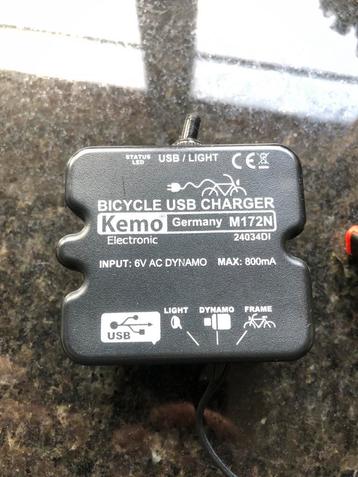 STATUS LED USB / LIGHT CE
BICYCLE USB CHARGER
Kemo Germany M172N
Electronic 24034DI
INPUT: 6V AC DYNAMO MAX: 800mA
LIGHT DYNAMO FRAME
USB